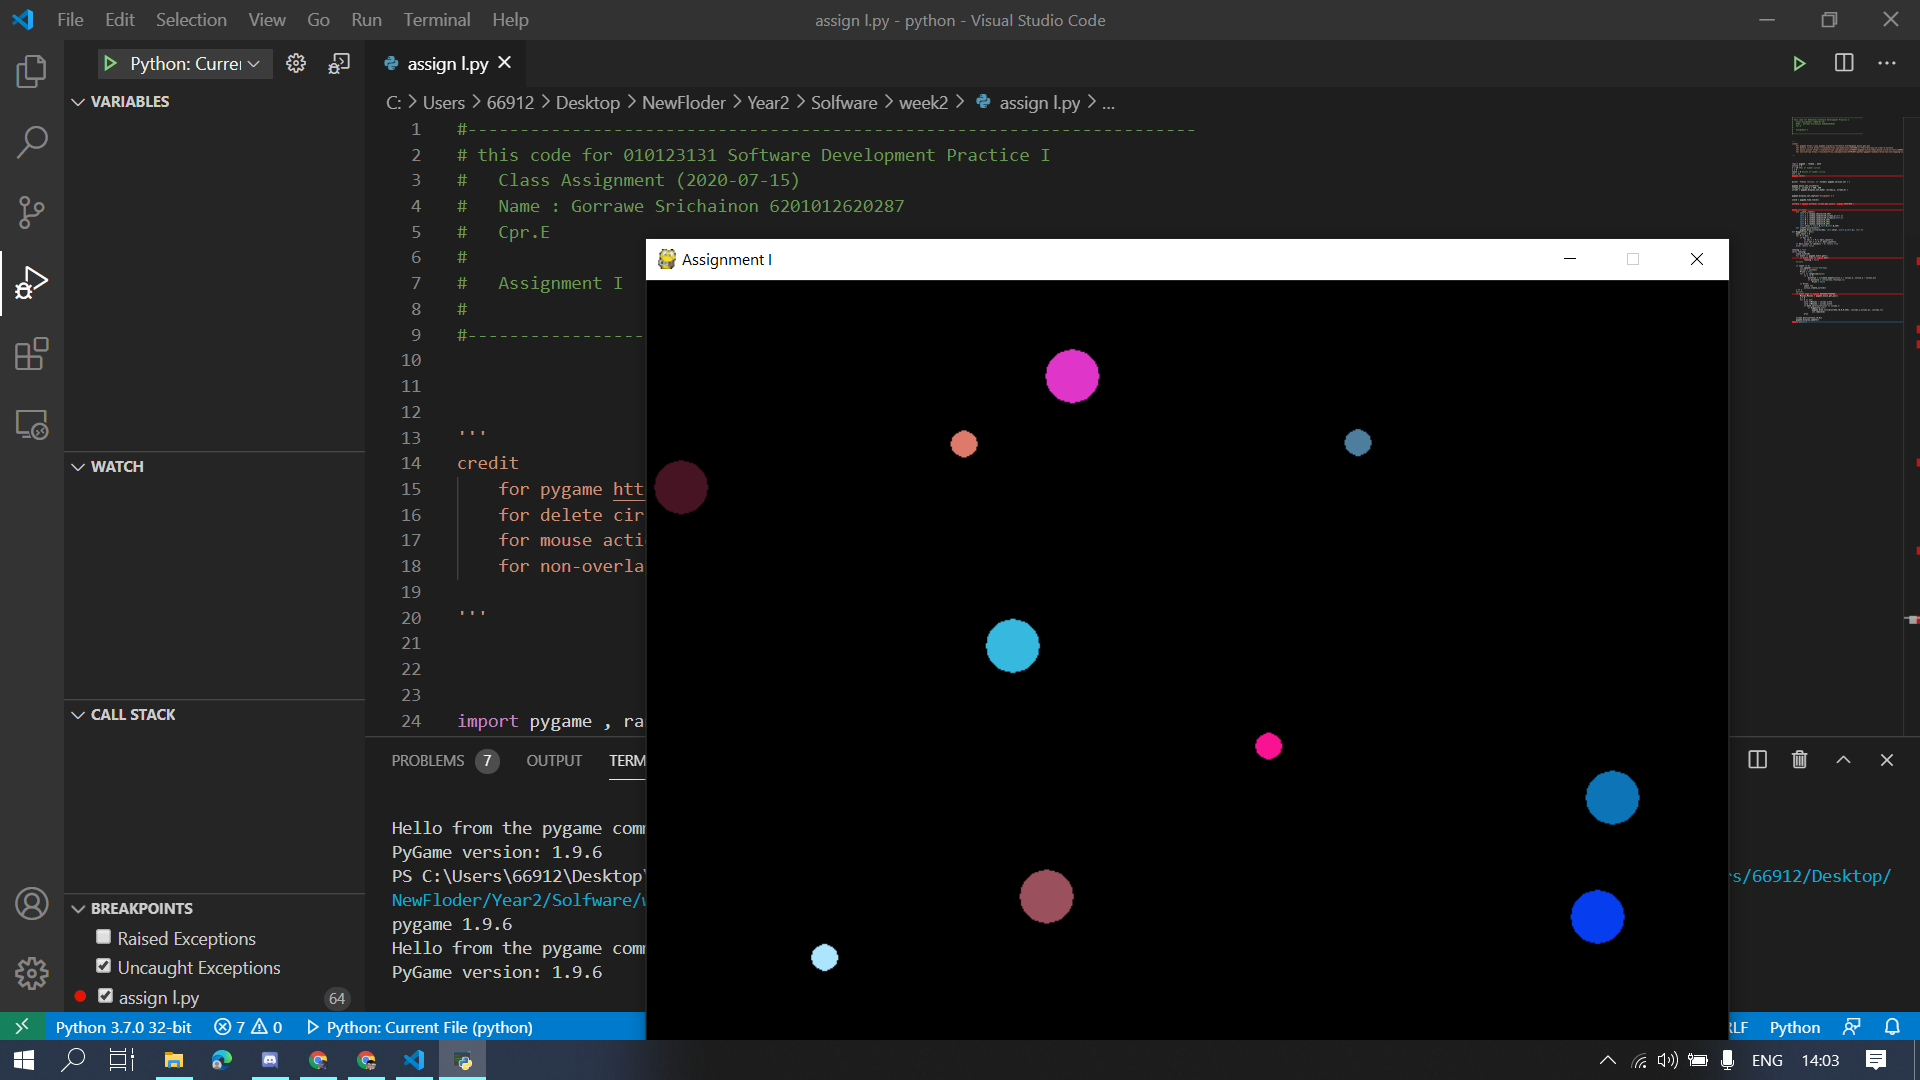 File Edit Selection View Go Run Terminal Help
assign l.py - python - Visual Studio Code
Python: Curre
assign l.py
VARIABLES
C: > Users > 66912 > Desktop > NewFloder > Year2 > Solfware > week2 > assign l.py > ...
1 #----------------------------------------------------------------------
2 # this code for 010123131 Software Development Practice I
3 #   Class Assignment (2020-07-15)
4 #   Name : Gorrawe Srichainon 6201012620287
5 #   Cpr.E
6 #
7 #   Assignment I
8 #
9 #-----------------
10
11
12
13 '''
14 credit
15     for pygame htt
16     for delete cir
17     for mouse actio
18     for non-overla
19
20 '''
21
22
23
24 import pygame , ra
Assignment I
WATCH
CALL STACK
BREAKPOINTS
Raised Exceptions
Uncaught Exceptions
assign l.py 64
PROBLEMS 7 OUTPUT TERM
Hello from the pygame com
PyGame version: 1.9.6
PS C:\Users\66912\Desktop\
rs/66912/Desktop/
NewFloder/Year2/Solfware/w
pygame 1.9.6
Hello from the pygame com
PyGame version: 1.9.6
Python 3.7.0 32-bit 7 0 Python: Current File (python)
RLF Python
ENG 14:03